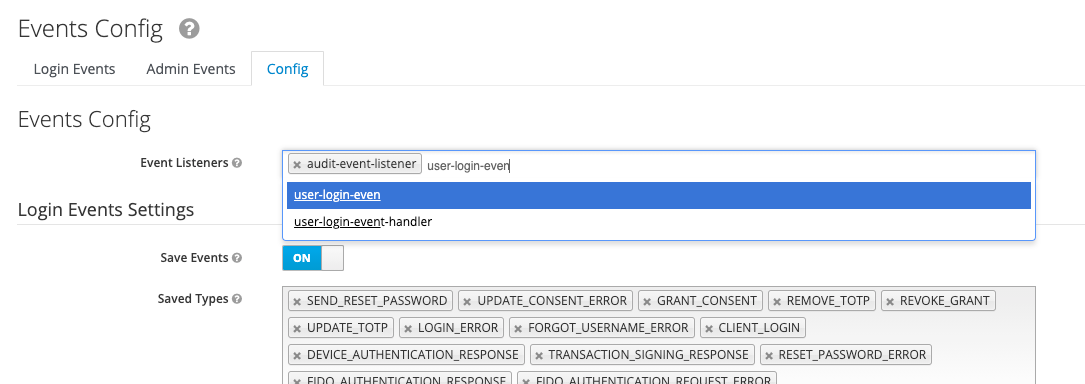 Events Config
Login Events Admin Events Config
Events Config
Event Listeners audit-event-listener user-login-even
user-login-even
user-login-event-handler
Login Events Settings
Save Events ON
Saved Types SEND_RESET_PASSWORD UPDATE_CONSENT_ERROR GRANT_CONSENT REMOVE_TOTP REVOKE_GRANT
UPDATE_TOTP LOGIN_ERROR FORGOT_USERNAME_ERROR CLIENT_LOGIN
DEVICE_AUTHENTICATION_RESPONSE TRANSACTION_SIGNING_RESPONSE RESET_PASSWORD_ERROR
FIDO_AUTHENTICATION_RESPONSE FIDO_AUTHENTICATION_REQUEST_ERROR